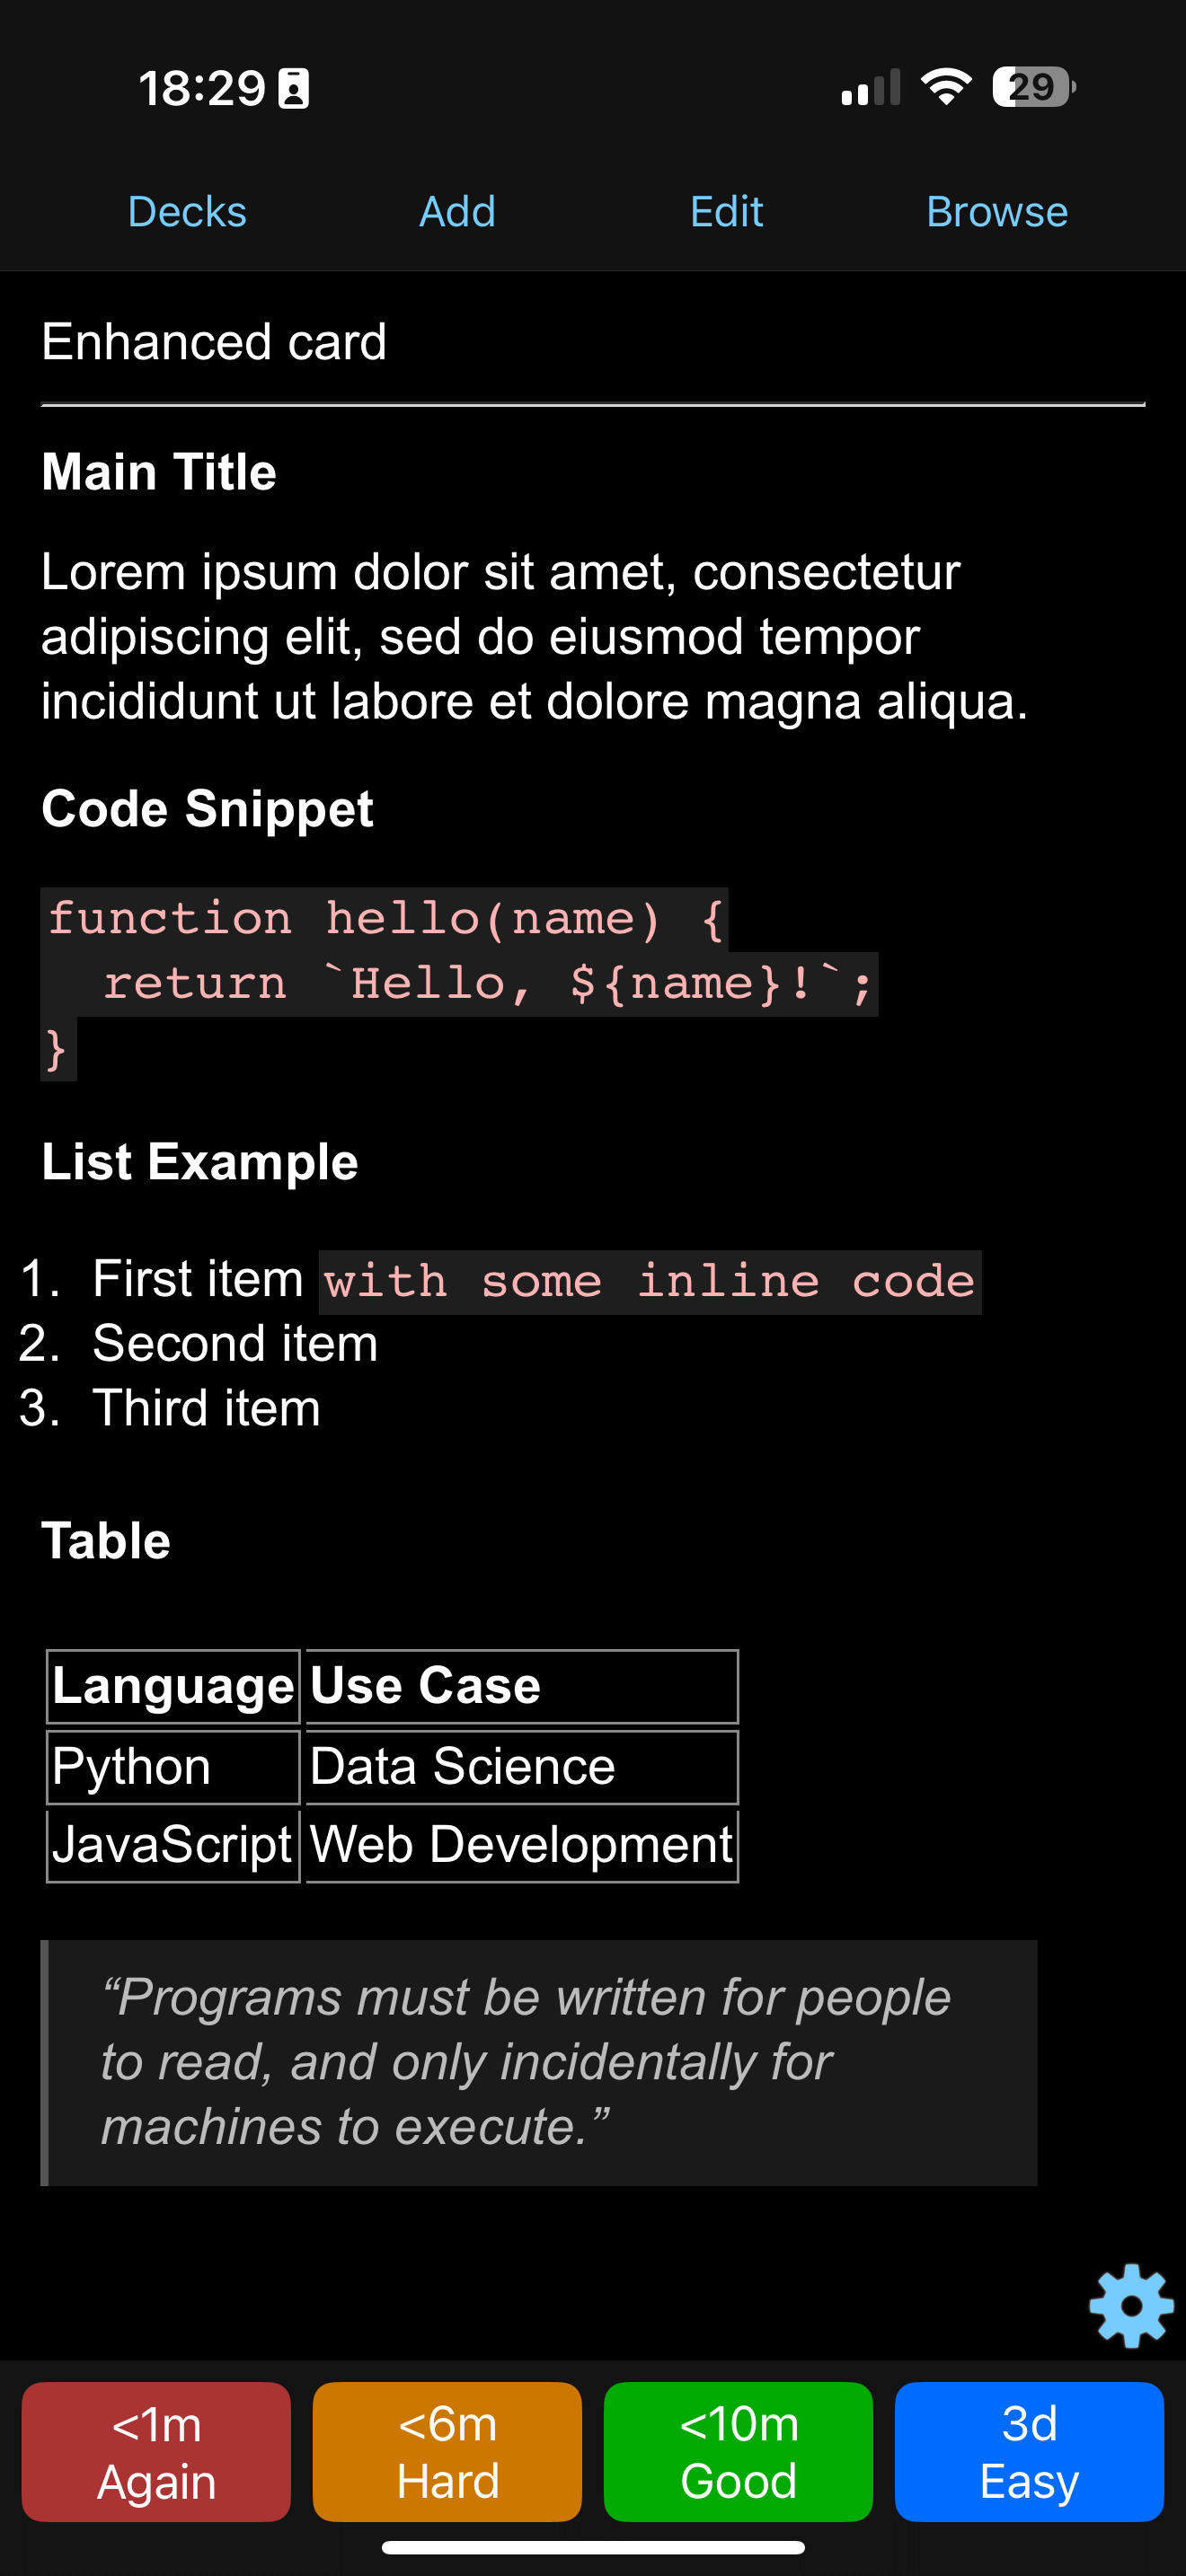 18:29
29
Decks Add Edit Browse
Enhanced card
Main Title
Lorem ipsum dolor sit amet, consectetur
adipiscing elit, sed do eiusmod tempor
incididunt ut labore et dolore magna aliqua.
Code Snippet
function hello(name) {
  return `Hello, ${name}!`;
}
List Example
1. First item with some inline code
2. Second item
3. Third item
Table
Language Use Case
Python Data Science
JavaScript Web Development
“Programs must be written for people
to read, and only incidentally for
machines to execute.”
<1m <6m <10m 3d
Again Hard Good Easy